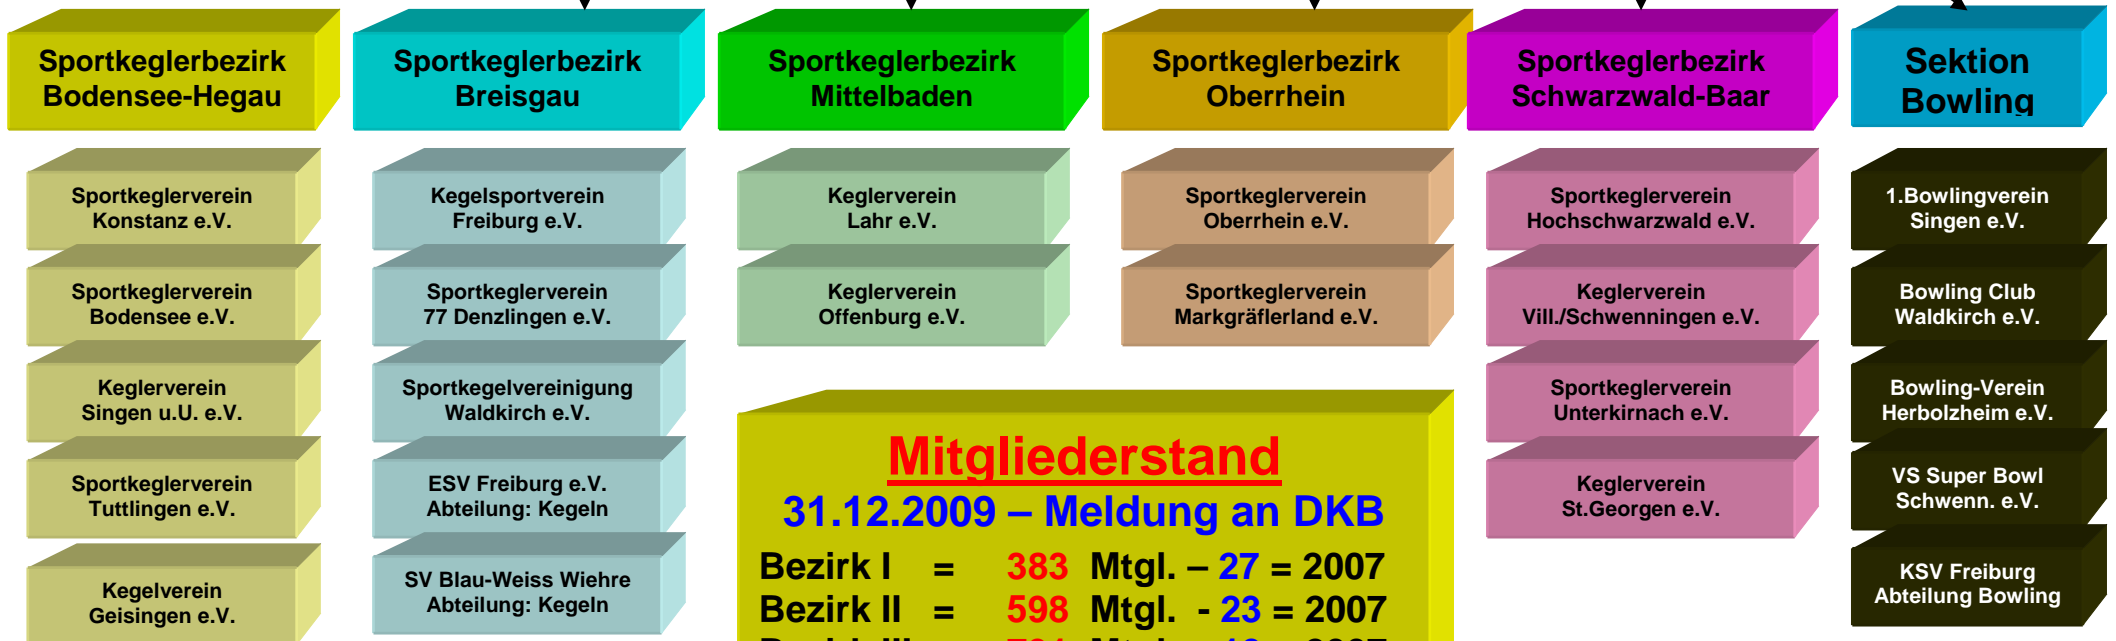 Sportkeglerbezirk
Bodensee-Hegau
Sportkeglerbezirk
Breisgau
Sportkeglerbezirk
Mittelbaden
Sportkeglerbezirk
Oberrhein
Sportkeglerbezirk
Schwarzwald-Baar
Sektion
Bowling
Sportkeglerverein
Konstanz e.V.
Sportkeglerverein
Bodensee e.V.
Keglerverein
Singen u.U. e.V.
Sportkeglerverein
Tuttlingen e.V.
Kegelverein
Geisingen e.V.
Kegelsportverein
Freiburg e.V.
Sportkeglerverein
77 Denzlingen e.V.
Sportkegelvereinigung
Waldkirch e.V.
ESV Freiburg e.V.
Abteilung: Kegeln
SV Blau-Weiss Wiehre
Abteilung: Kegeln
Keglerverein
Lahr e.V.
Keglerverein
Offenburg e.V.
Sportkeglerverein
Oberrhein e.V.
Sportkeglerverein
Markgräflerland e.V.
Sportkeglerverein
Hochschwarzwald e.V.
Keglerverein
Vill./Schwenningen e.V.
Sportkeglerverein
Unterkirnach e.V.
Keglerverein
St.Georgen e.V.
1.Bowlingverein
Singen e.V.
Bowling Club
Waldkirch e.V.
Bowling-Verein
Herbolzheim e.V.
VS Super Bowl
Schwenn. e.V.
KSV Freiburg
Abteilung Bowling
Mitgliederstand
31.12.2009 – Meldung an DKB
Bezirk I = 383 Mtgl. – 27 = 2007
Bezirk II = 598 Mtgl. - 23 = 2007